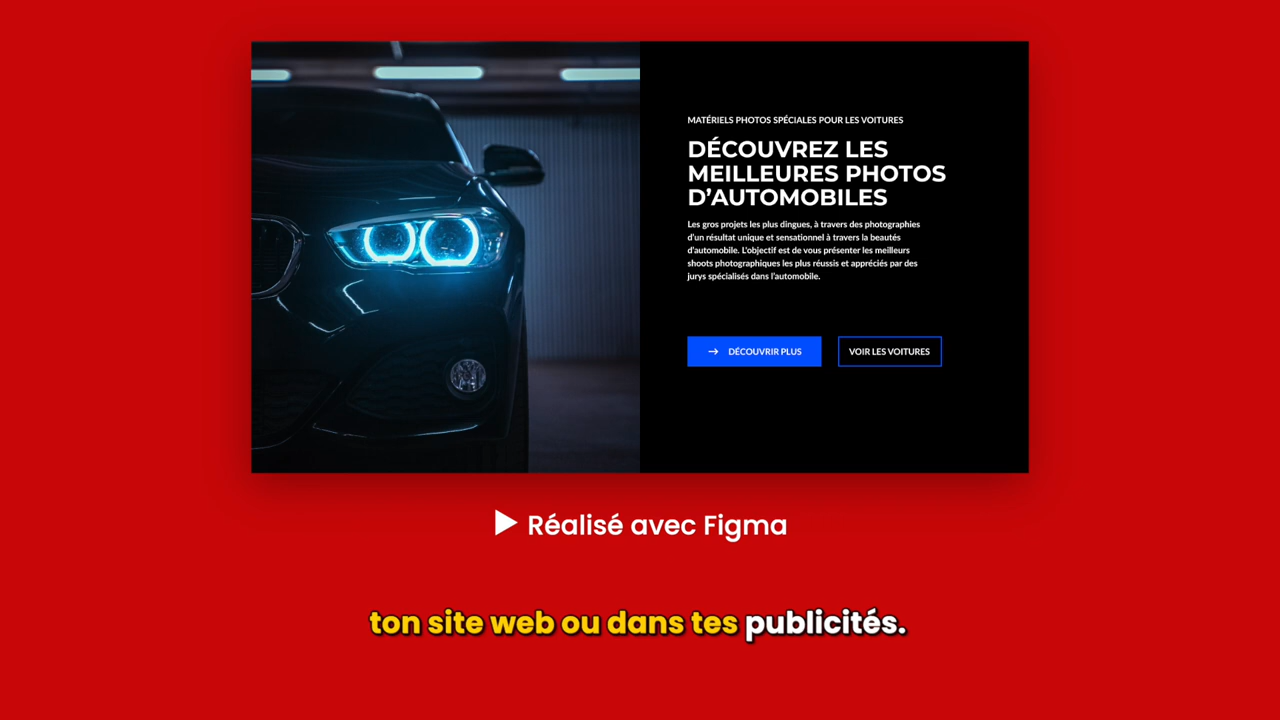 MATÉRIELS PHOTOS SPÉCIALES POUR LES VOITURES
DÉCOUVREZ LES
MEILLEURES PHOTOS
D’AUTOMOBILES
Les gros projets les plus dingues, à travers des photographies
d’un résultat unique et sensationnel à travers la beautés
d’automobile. L’objectif est de vous présenter les meilleurs
shoots photographiques les plus réussis et appréciés par des
jurys spécialisés dans l’automobile.
→ DÉCOUVRIR PLUS
VOIR LES VOITURES
▶ Réalisé avec Figma
ton site web ou dans tes publicités.